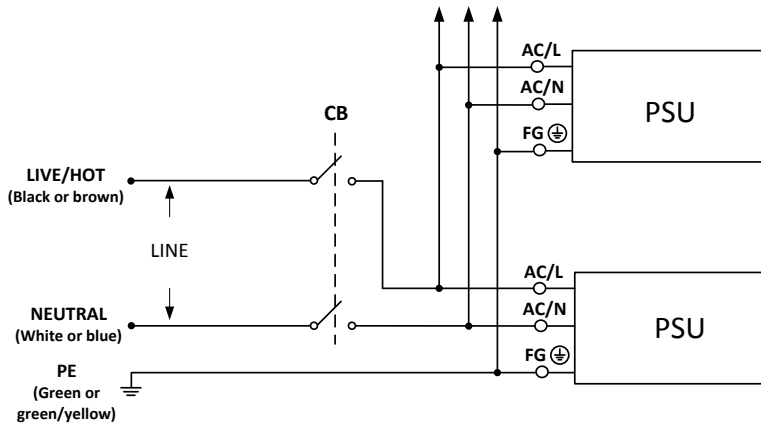 AC/L
AC/N
PSU
CB
FG
LIVE/HOT
(Black or brown)
LINE
AC/L
NEUTRAL
AC/N
PSU
(White or blue)
FG
PE
(Green or
green/yellow)